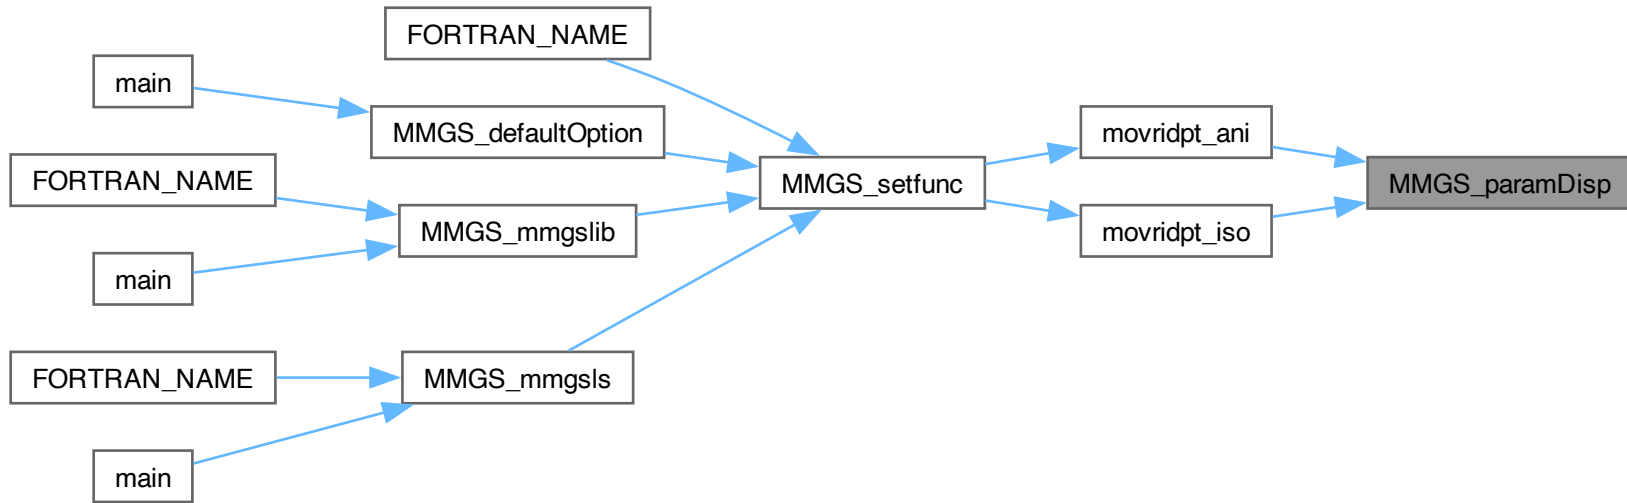 FORTRAN_NAME
main
MMGS_defaultOption
movridpt_ani
FORTRAN_NAME
MMGS_setfunc
MMGS_paramDisp
MMGS_mmgslib
movridpt_iso
main
FORTRAN_NAME
MMGS_mmgsls
main